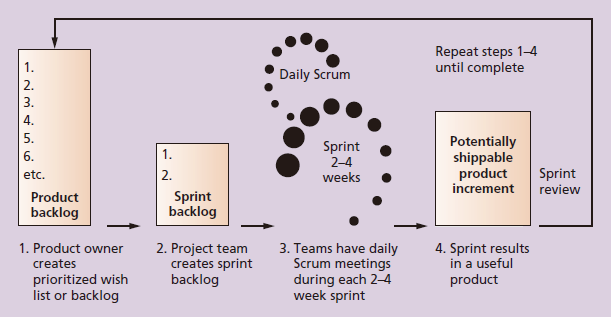 1.
2.
3.
4.
5.
6.
etc.
Product
backlog
1. Product owner
creates
prioritized wish
list or backlog
1.
2.
Sprint
backlog
2. Project team
creates sprint
backlog
Daily Scrum
Sprint
2–4
weeks
3. Teams have daily
Scrum meetings
during each 2–4
week sprint
Repeat steps 1–4
until complete
Potentially
shippable
product
increment
Sprint
review
4. Sprint results
in a useful
product